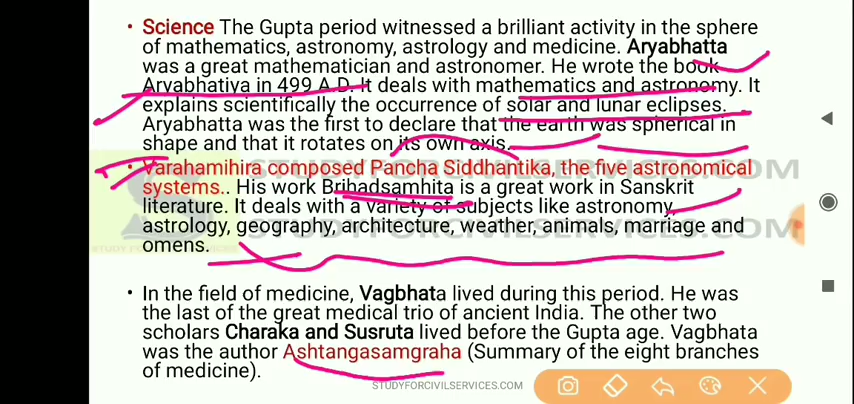 • Science The Gupta period witnessed a brilliant activity in the sphere
of mathematics, astronomy, astrology and medicine. Aryabhatta
was a great mathematician and astronomer. He wrote the book
Aryabhatiya in 499 A.D. It deals with mathematics and astronomy. It
explains scientifically the occurrence of solar and lunar eclipses.
Aryabhatta was the first to declare that the earth was spherical in
shape and that it rotates on its own axis.
• Varahamihira composed Pancha Siddhantika, the five astronomical
systems.. His work Brihadsamhita is a great work in Sanskrit
literature. It deals with a variety of subjects like astronomy,
astrology, geography, architecture, weather, animals, marriage and
omens.
• In the field of medicine, Vagbhata lived during this period. He was
the last of the great medical trio of ancient India. The other two
scholars Charaka and Susruta lived before the Gupta age. Vagbhata
was the author Ashtangasamgraha (Summary of the eight branches
of medicine).
STUDYFORCIVILSERVICES.COM